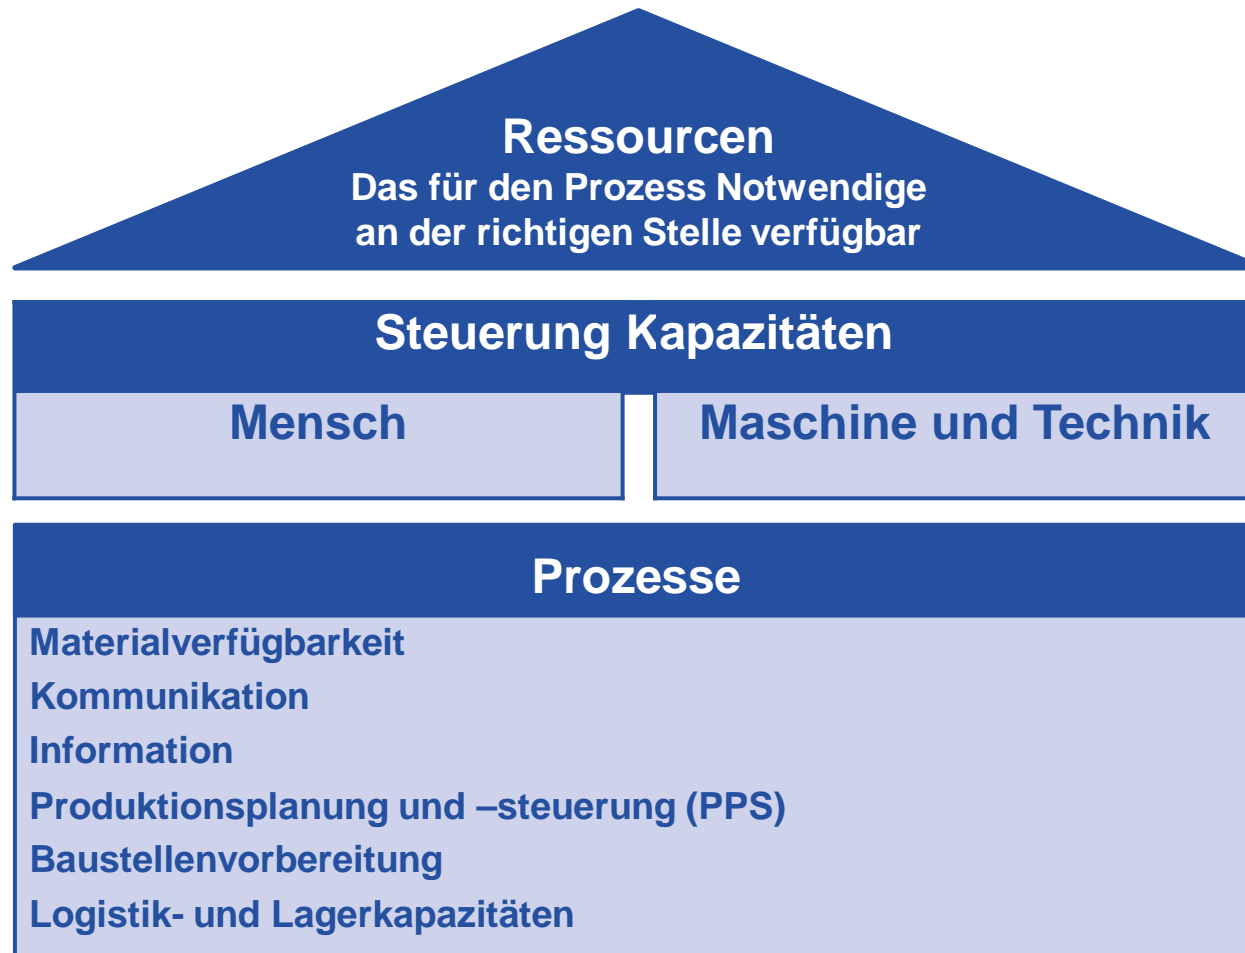 Ressourcen
Das für den Prozess Notwendige
an der richtigen Stelle verfügbar
Steuerung Kapazitäten
Mensch
Maschine und Technik
Prozesse
Materialverfügbarkeit
Kommunikation
Information
Produktionsplanung und –steuerung (PPS)
Baustellenvorbereitung
Logistik- und Lagerkapazitäten